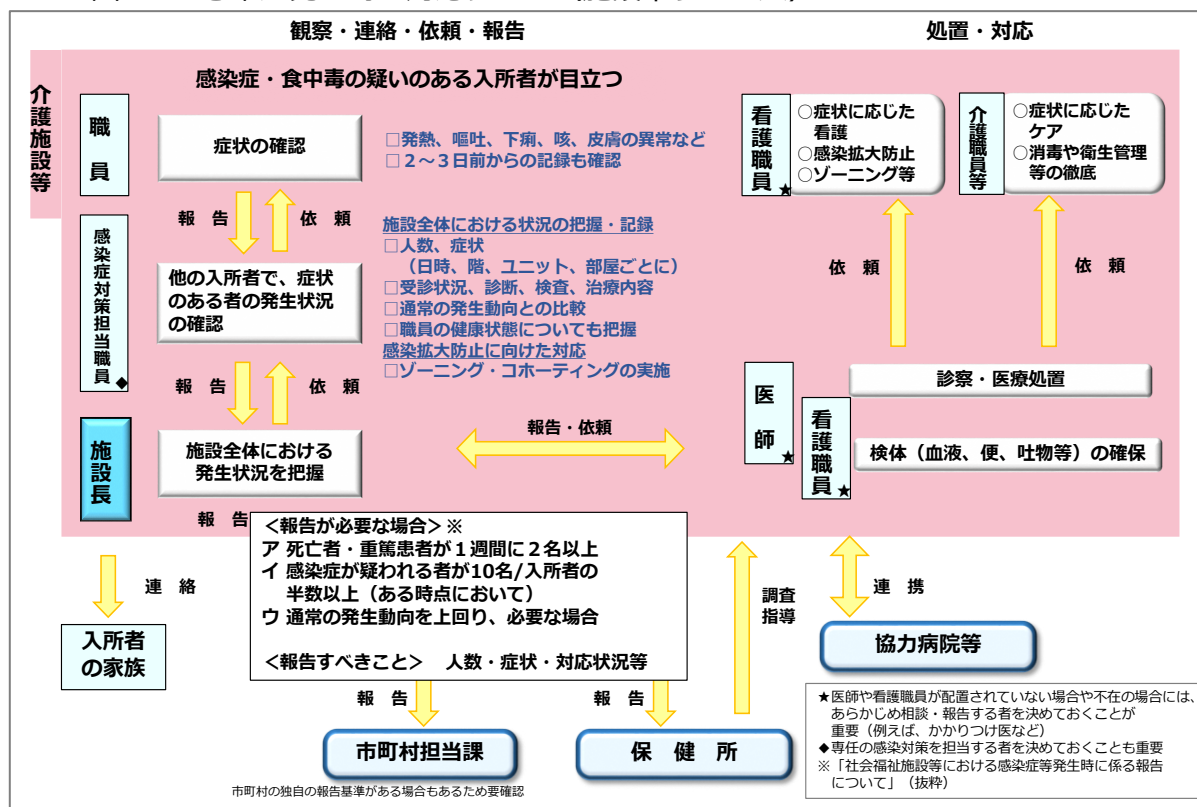 観察・連絡・依頼・報告
処置・対応
介護施設等
感染症・食中毒の疑いのある入所者が目立つ
職員
症状の確認
□発熱、嘔吐、下痢、咳、皮膚の異常など
□２～３日前からの記録も確認
報 告
依 頼
感染症対策担当職員◆
他の入所者で、症状
のある者の発生状況
の確認
施設全体における状況の把握・記録
□人数、症状
（日時、階、ユニット、部屋ごとに）
□受診状況、診断、検査、治療内容
□通常の発生動向との比較
□職員の健康状態についても把握
感染拡大防止に向けた対応
□ゾーニング・コホーティングの実施
報 告
依 頼
施設長
施設全体における
発生状況を把握
報告・依頼
看護職員★
○症状に応じた
看護
○感染拡大防止
○ゾーニング等
介護職員等
○症状に応じた
ケア
○消毒や衛生管理
等の徹底
依 頼
依 頼
医師★
看護職員★
診察・医療処置
検体（血液、便、吐物等）の確保
報 告
＜報告が必要な場合＞※
ア 死亡者・重篤患者が１週間に２名以上
イ 感染症が疑われる者が10名/入所者の
半数以上（ある時点において）
ウ 通常の発生動向を上回り、必要な場合
＜報告すべきこと＞ 人数・症状・対応状況等
連 絡
入所者
の家族
報 告
報 告
調査
指導
連 携
市町村担当課
保 健 所
協力病院等
市町村の独自の報告基準がある場合もあるため要確認
★医師や看護職員が配置されていない場合や不在の場合には、
あらかじめ相談・報告する者を決めておくことが
重要（例えば、かかりつけ医など）
◆専任の感染対策を担当する者を決めておくことも重要
※「社会福祉施設等における感染症等発生時に係る報告
について」（抜粋）